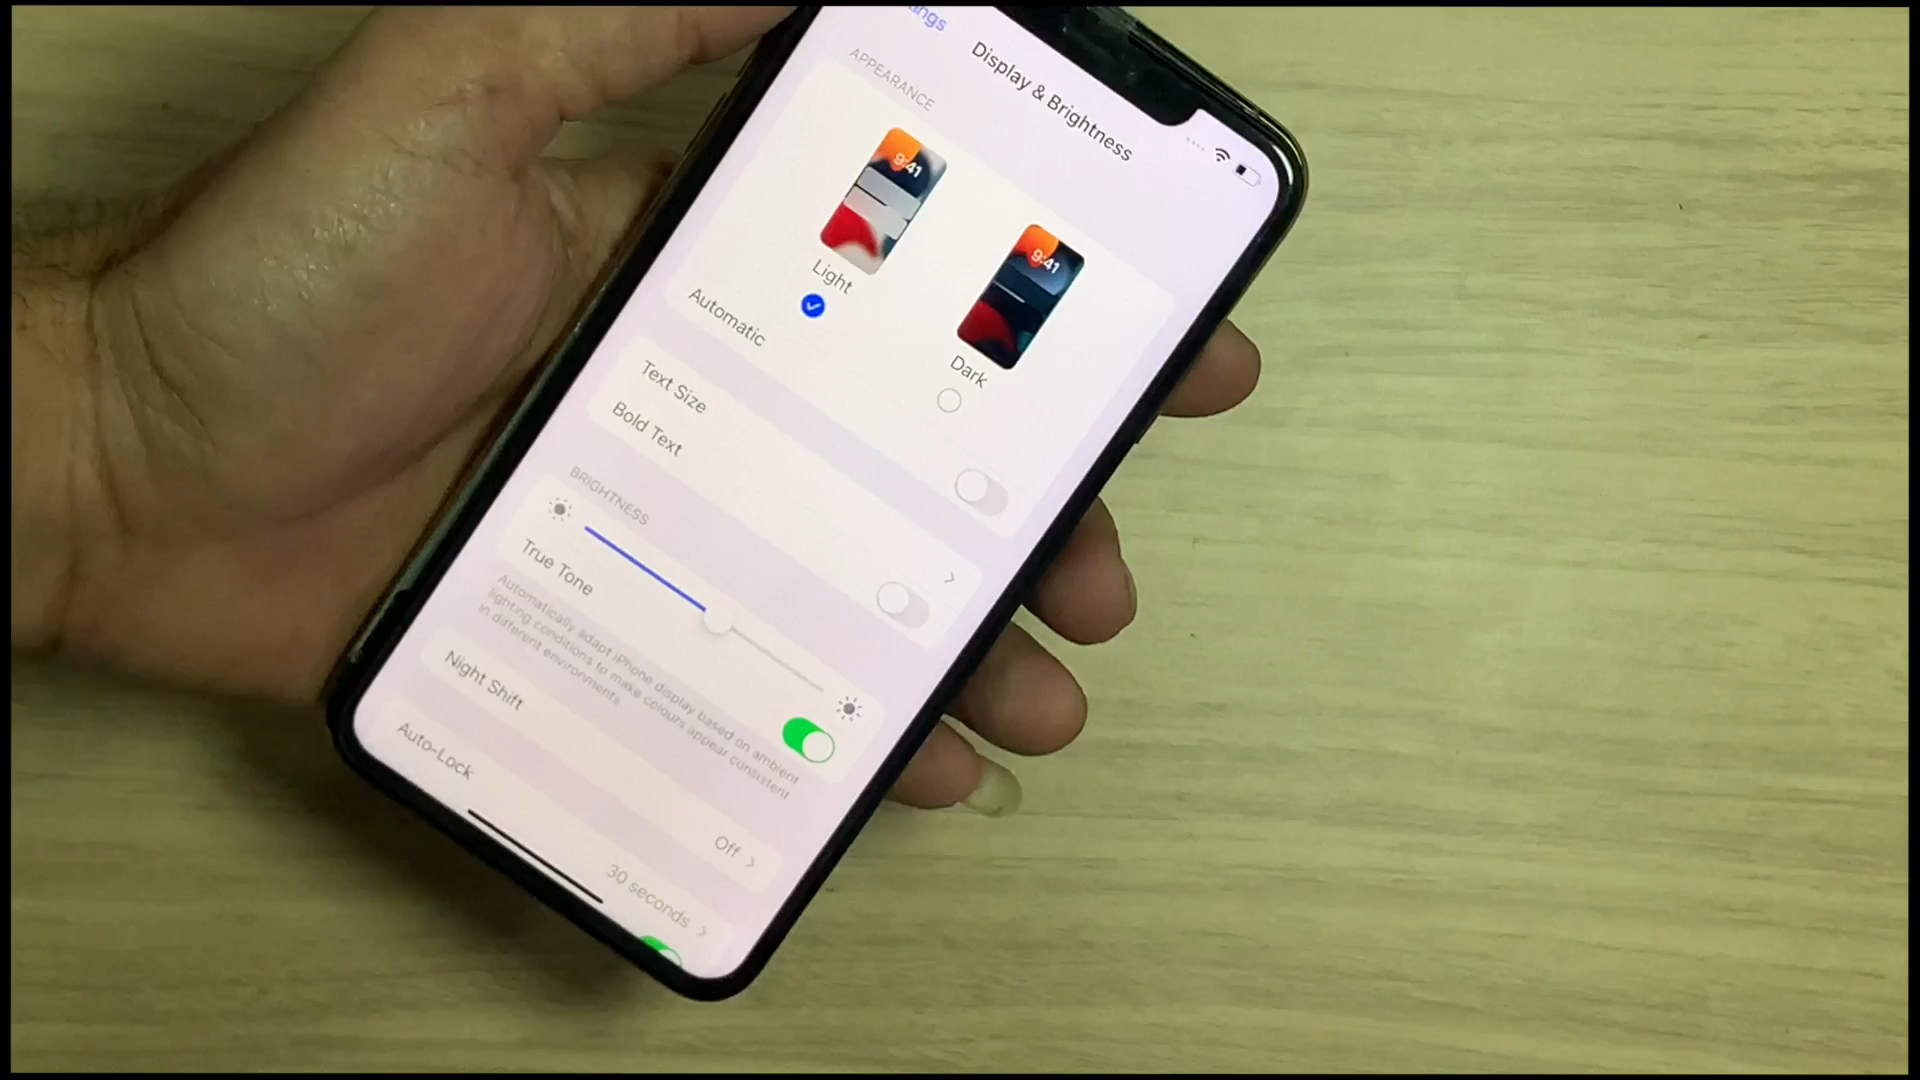 Display & Brightness
APPEARANCE
9:41
9:41
Light
Dark
Automatic
Text Size
Bold Text
BRIGHTNESS
True Tone
Automatically adapt iPhone display based on ambient
lighting conditions to make colours appear consistent
in different environments.
Night Shift
Off
Auto-Lock
30 seconds